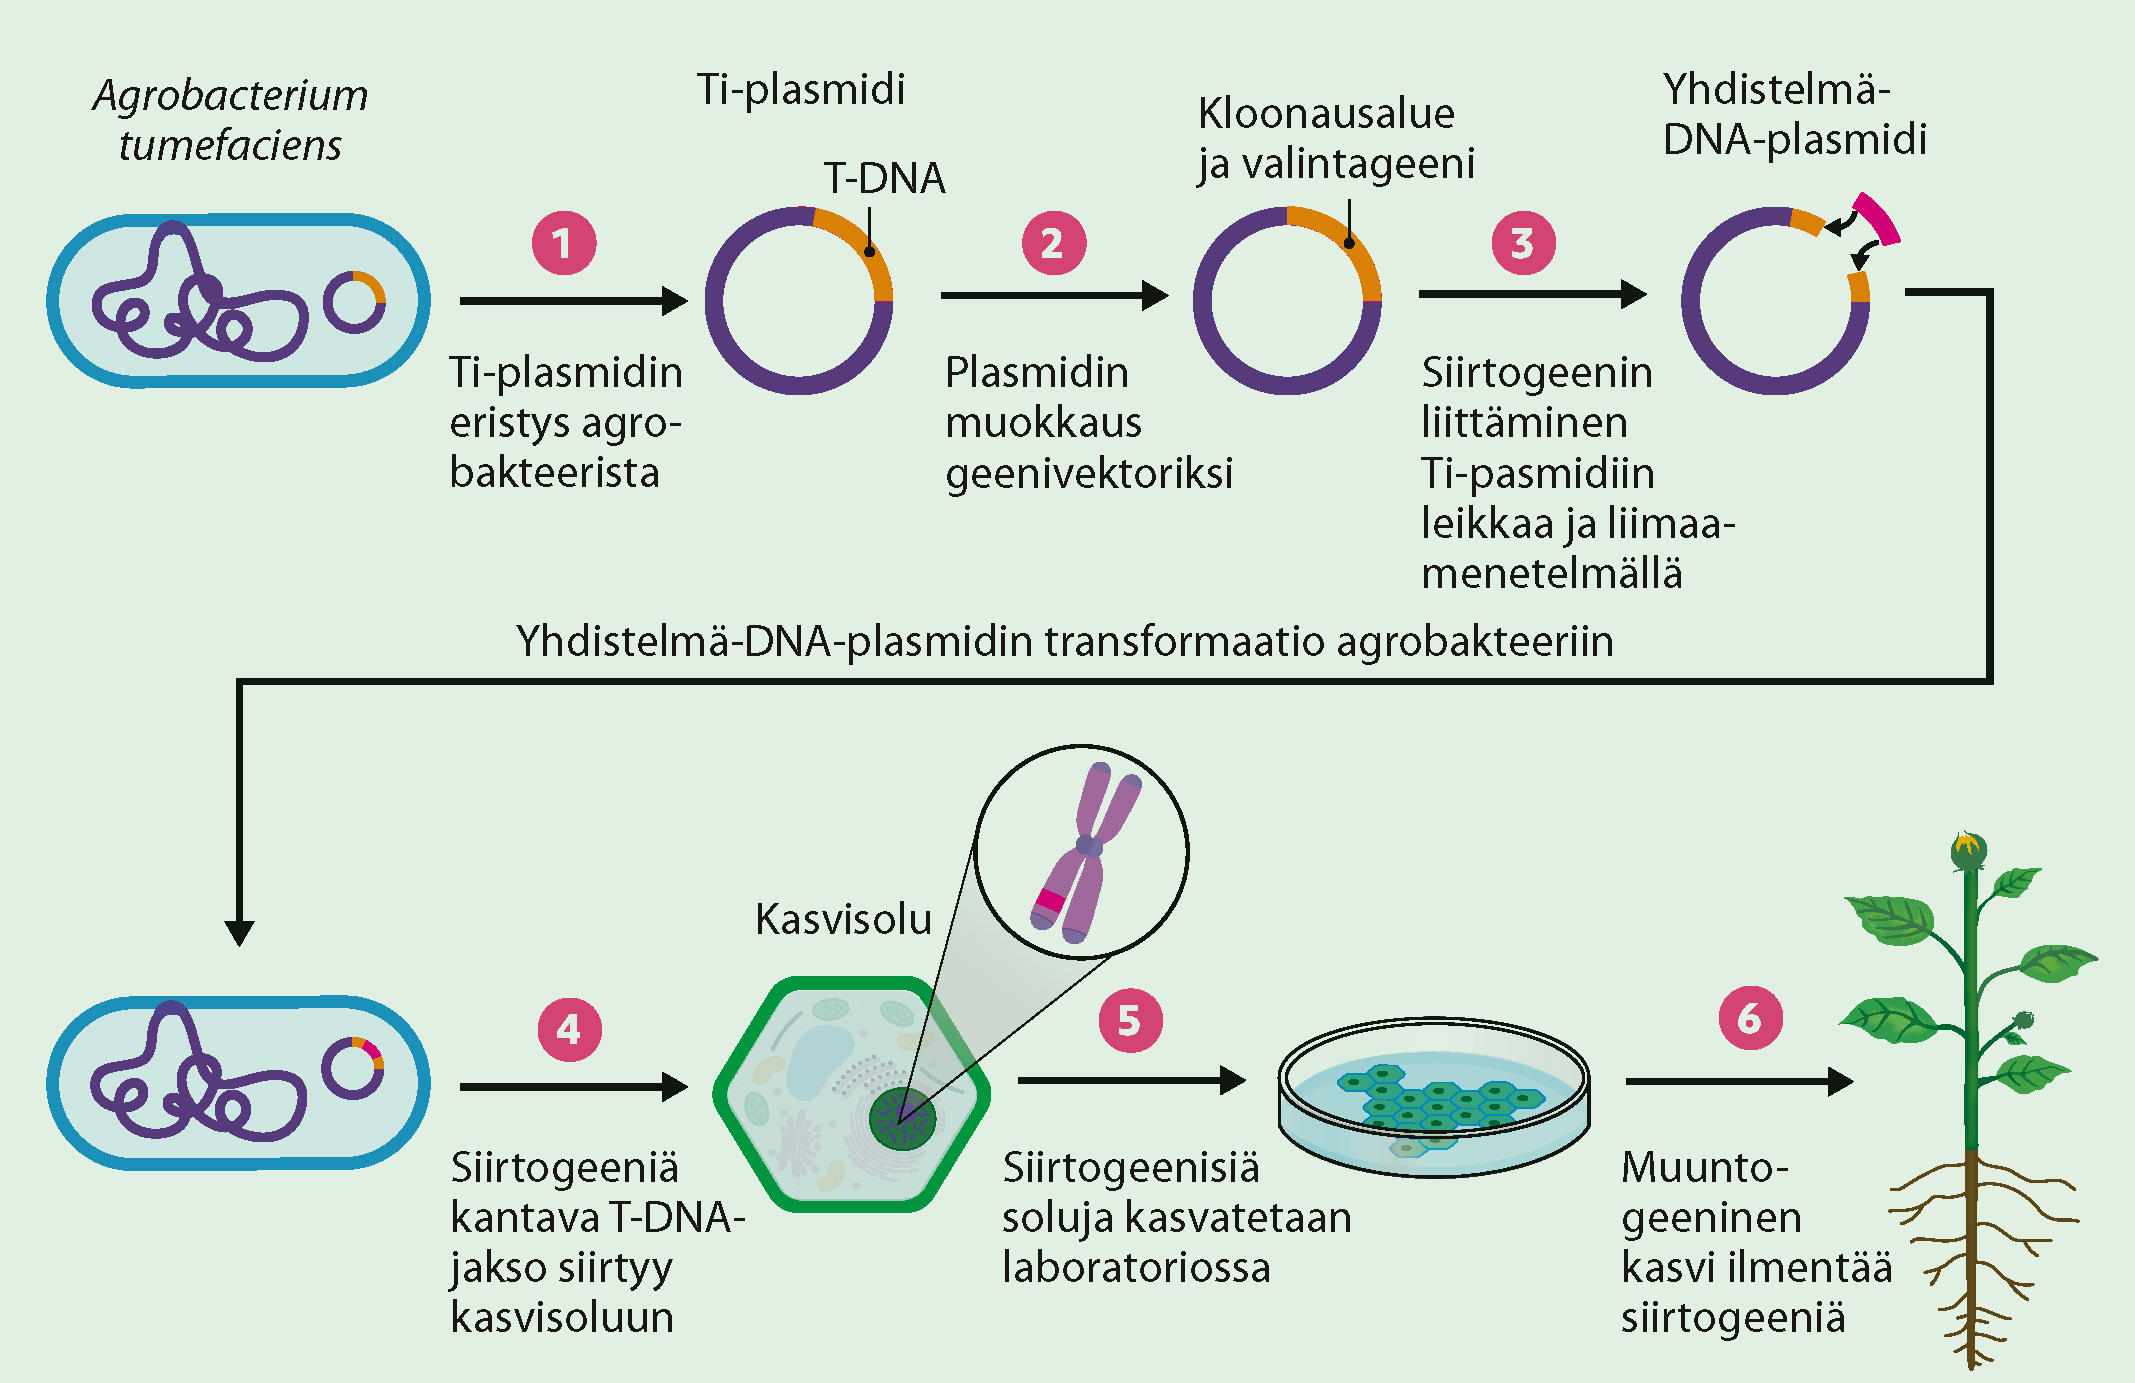 Agrobacterium
tumefaciens
1
Ti-plasmidin
eristys agro-
bakteerista
Ti-plasmidi
T-DNA
2
Plasmidin
muokkaus
geenivektoriksi
Kloonausalue
ja valintageeni
3
Siirtogeenin
liittäminen
Ti-pasmidiin
leikkaa ja liimaa-
menetelmällä
Yhdistelmä-
DNA-plasmidi
Yhdistelmä-DNA-plasmidin transformaatio agrobakteeriin
4
Siirtogeeniä
kantava T-DNA-
jakso siirtyy
kasvisoluun
Kasvisolu
5
Siirtogeenisiä
soluja kasvatetaan
laboratoriossa
6
Muunto-
geeninen
kasvi ilmentää
siirtogeeniä